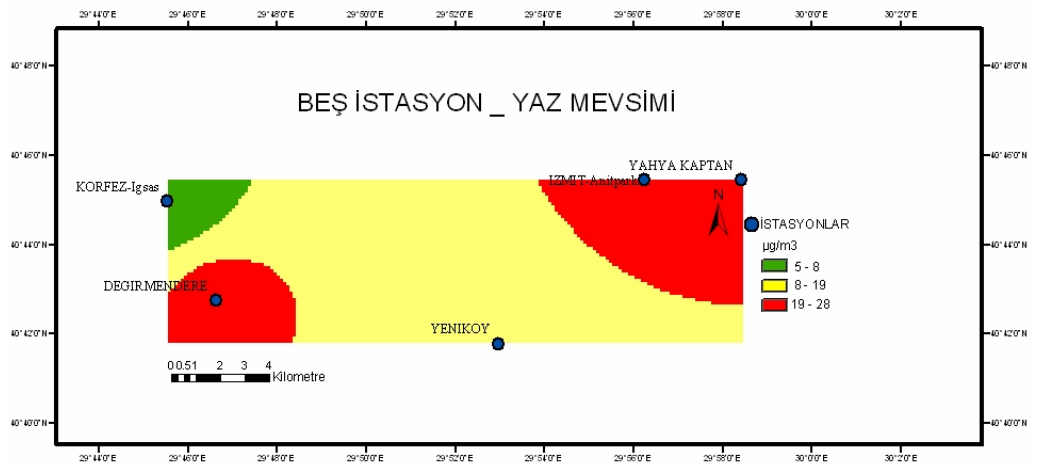 29°44'0"E 29°46'0"E 29°48'0"E 29°50'0"E 29°52'0"E 29°54'0"E 29°56'0"E 29°58'0"E 30°0'0"E 30°2'0"E
40°48'0"N 40°48'0"N
BEŞ İSTASYON _ YAZ MEVSİMİ
40°46'0"N 40°46'0"N
YAHYA KAPTAN
IZMIT-Anitpark
KORFEZ-Igsas
N
İSTASYONLAR
40°44'0"N 40°44'0"N
µg/m3
5 - 8
DEGIRMENDERE
8 - 19
19 - 28
40°42'0"N 40°42'0"N
YENIKOY
0 0.5 1 2 3 4
Kilometre
40°40'0"N 40°40'0"N
29°44'0"E 29°46'0"E 29°48'0"E 29°50'0"E 29°52'0"E 29°54'0"E 29°56'0"E 29°58'0"E 30°0'0"E 30°2'0"E